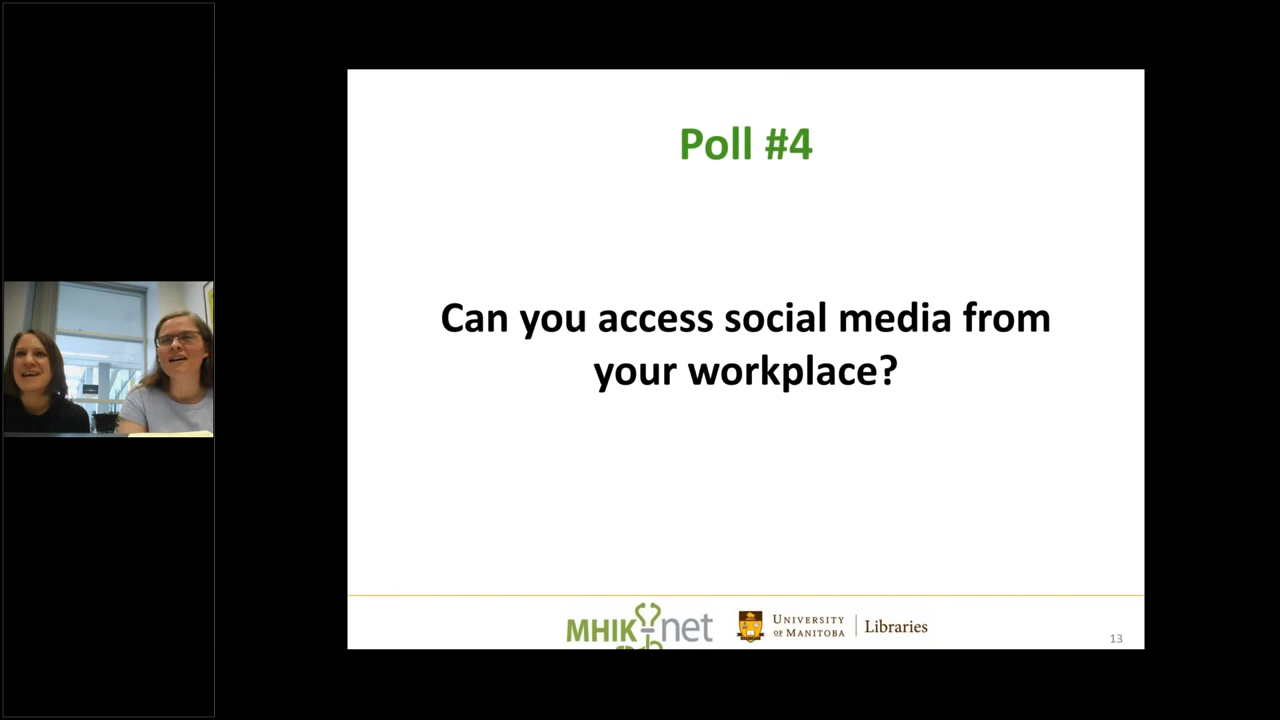 Poll #4
Can you access social media from
your workplace?
MHIK-net
UNIVERSITY
OF MANITOBA
Libraries
13